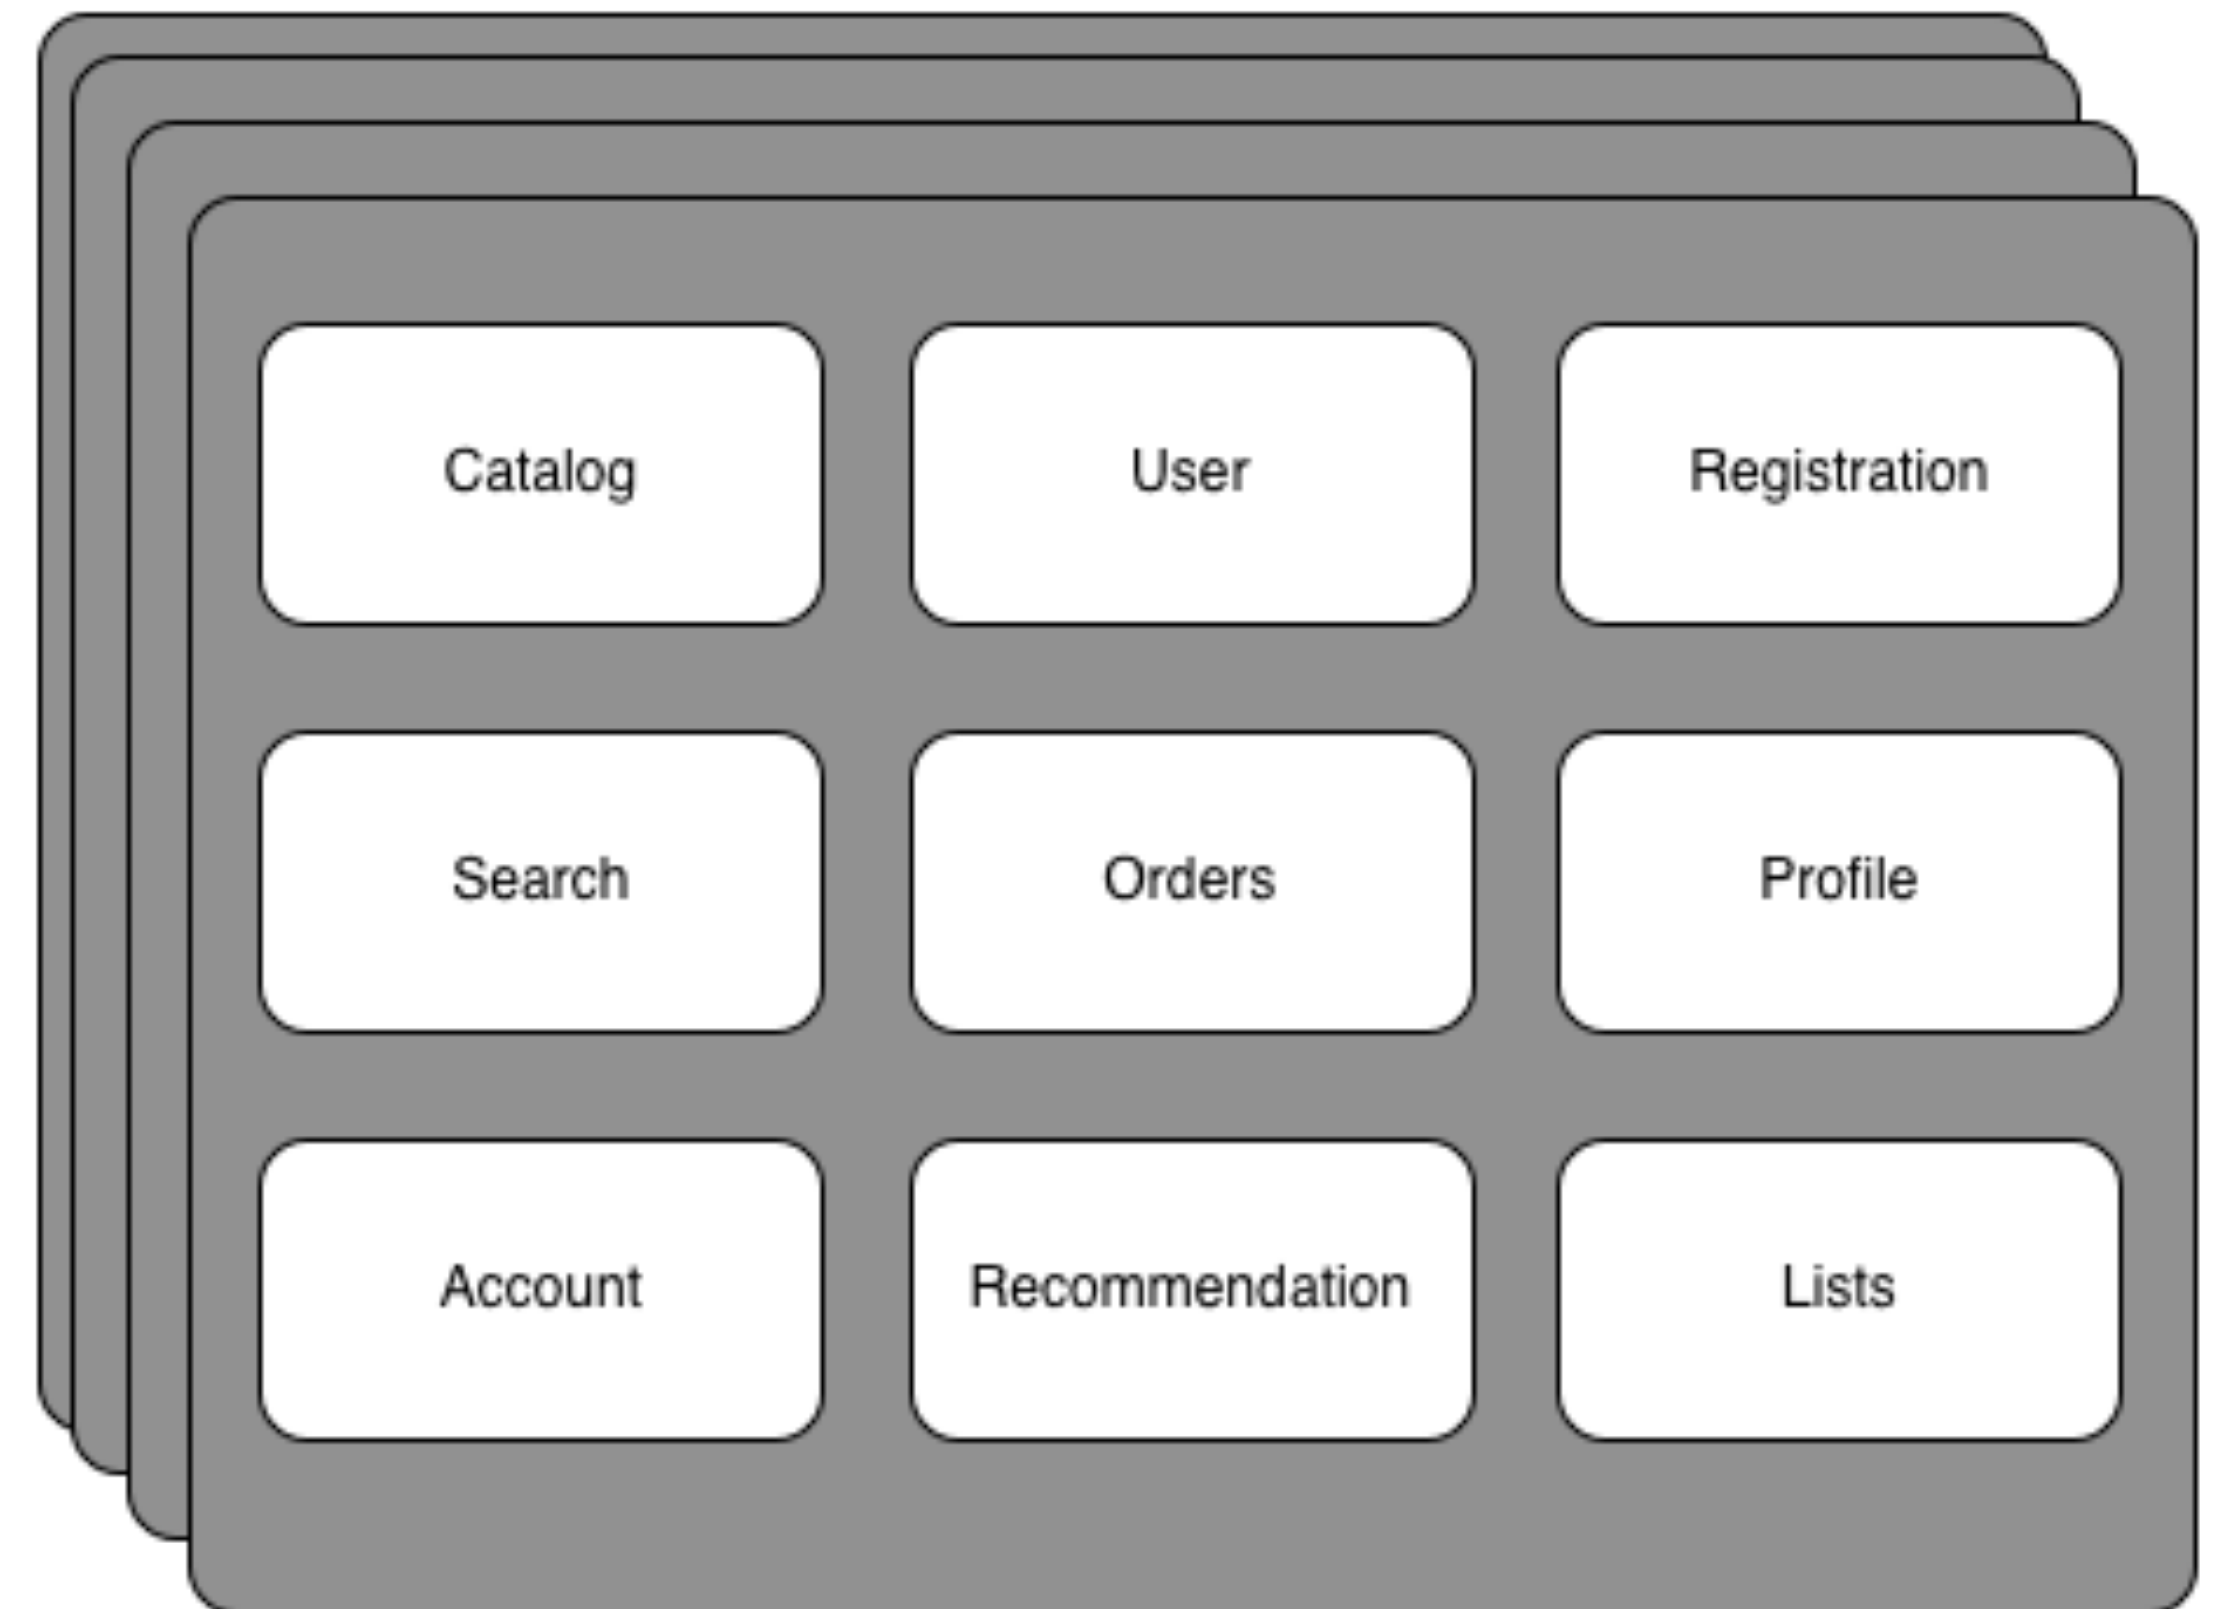 Catalog
User
Registration
Search
Orders
Profile
Account
Recommendation
Lists